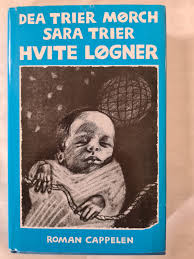 DEA TRIER MØRCH
SARA TRIER
HVITE LØGNER
ROMAN CAPPELEN